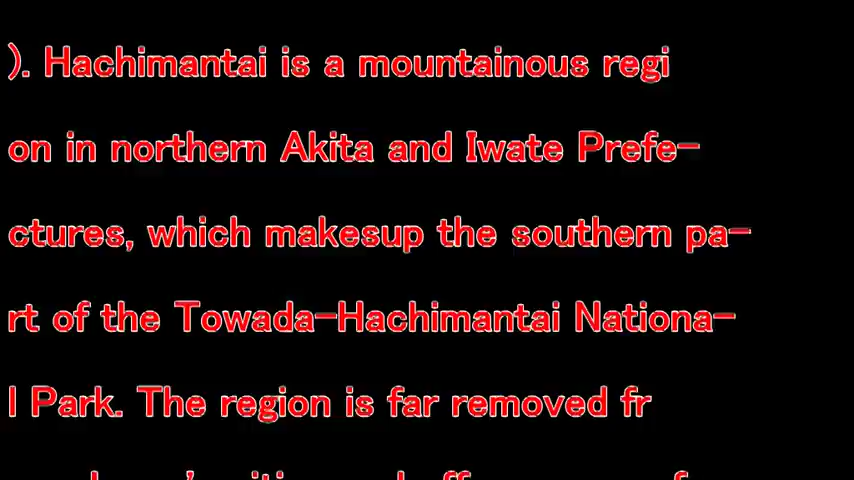 ). Hachimantai is a mountainous regi
on in northern Akita and Iwate Prefe-
ctures, which makesup the southern pa-
rt of the Towada-Hachimantai Nationa-
l Park. The region is far removed fr